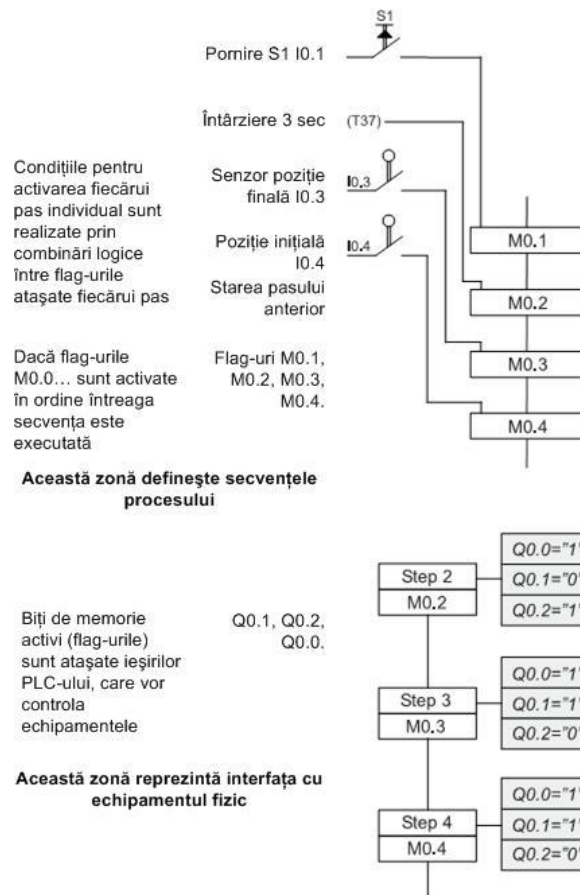 S1
Pornire S1 I0.1
Întârziere 3 sec (T37)
Condițiile pentru
activarea fiecărui
pas individual sunt
realizate prin
combinări logice
între flag-urile
ataşate fiecărui pas
Senzor poziție
finală I0.3
I0.3
Poziție inițială
I0.4
I0.4
Starea pasului
anterior
M0.1
M0.2
M0.3
M0.4
Dacă flag-urile
M0.0… sunt activate
în ordine întreaga
secvența este
executată
Flag-uri M0.1,
M0.2, M0.3,
M0.4.
Această zonă defineşte secvențele
procesului
Biți de memorie
activi (flag-urile)
sunt ataşate ieşirilor
PLC-ului, care vor
controla
echipamentele
Q0.1, Q0.2,
Q0.0.
Această zonă reprezintă interfața cu
echipamentul fizic
Step 2
M0.2
Q0.0="1"
Q0.1="0"
Q0.2="1"
Step 3
M0.3
Q0.0="1"
Q0.1="1"
Q0.2="0"
Step 4
M0.4
Q0.0="1"
Q0.1="1"
Q0.2="0"